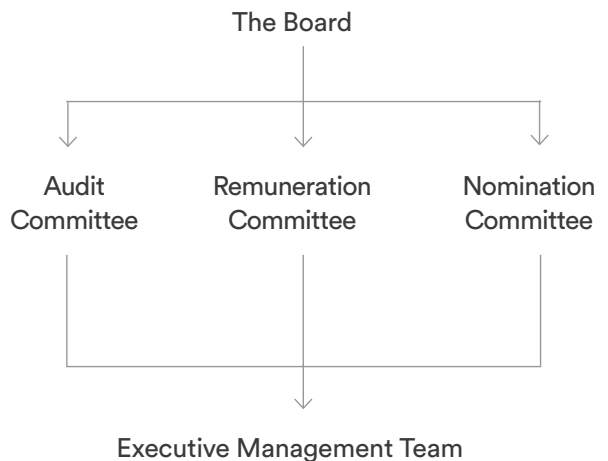 The Board
Audit
Committee
Remuneration
Committee
Nomination
Committee
Executive Management Team